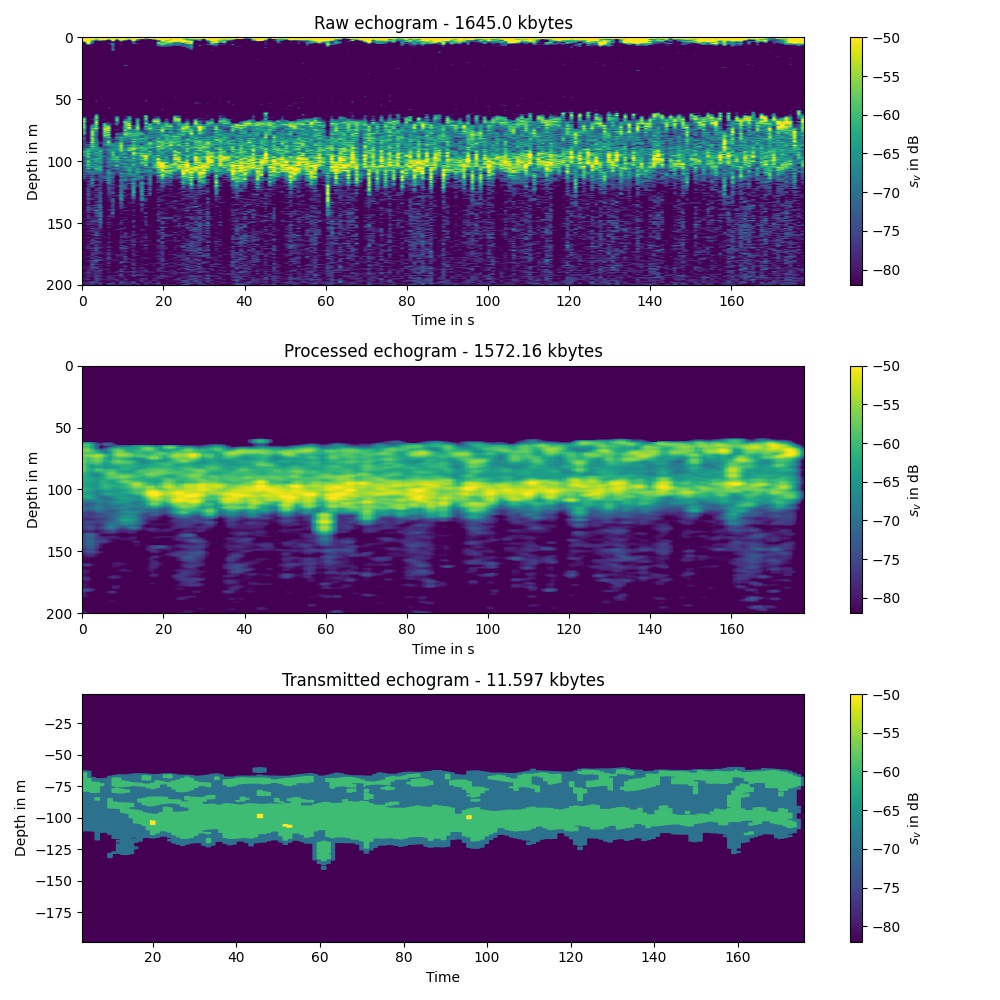 Raw echogram - 1645.0 kbytes
0
50
100
150
200
Depth in m
0 20 40 60 80 100 120 140 160
Time in s
−50
−55
−60
−65
−70
−75
−80
sv in dB
Processed echogram - 1572.16 kbytes
0
50
100
150
200
Depth in m
0 20 40 60 80 100 120 140 160
Time in s
−50
−55
−60
−65
−70
−75
−80
sv in dB
Transmitted echogram - 11.597 kbytes
−25
−50
−75
−100
−125
−150
−175
Depth in m
20 40 60 80 100 120 140 160
Time
−50
−55
−60
−65
−70
−75
−80
sv in dB